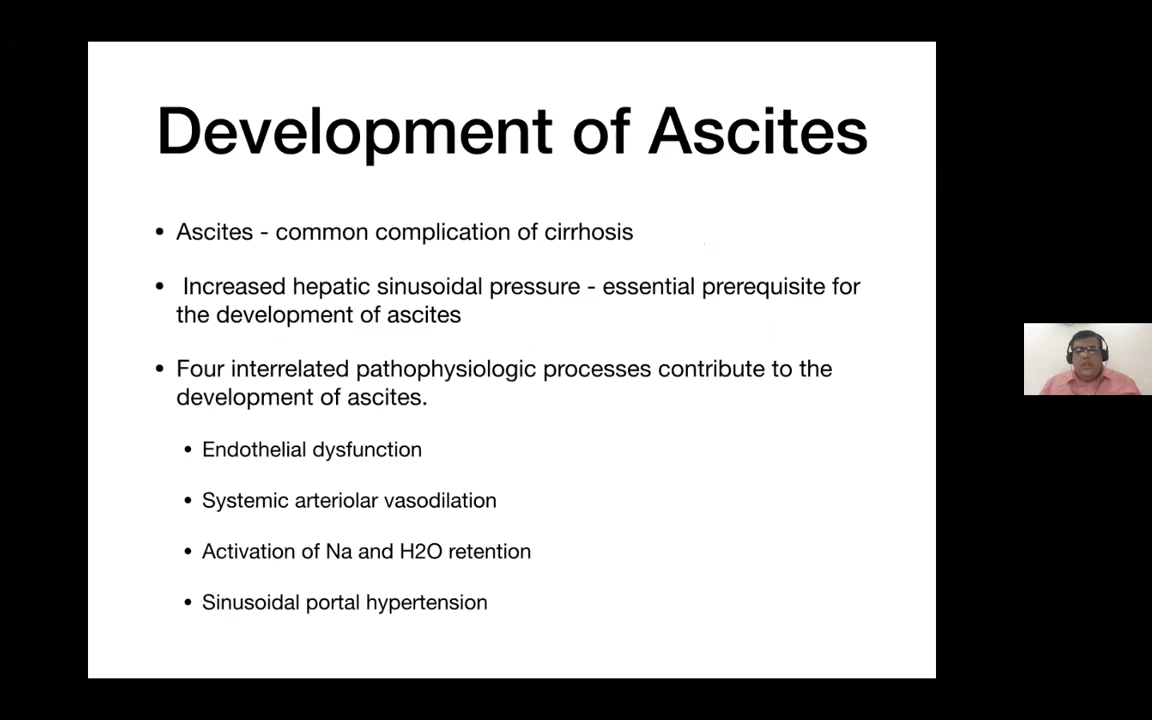 Development of Ascites
• Ascites - common complication of cirrhosis
• Increased hepatic sinusoidal pressure - essential prerequisite for
the development of ascites
• Four interrelated pathophysiologic processes contribute to the
development of ascites.
• Endothelial dysfunction
• Systemic arteriolar vasodilation
• Activation of Na and H2O retention
• Sinusoidal portal hypertension